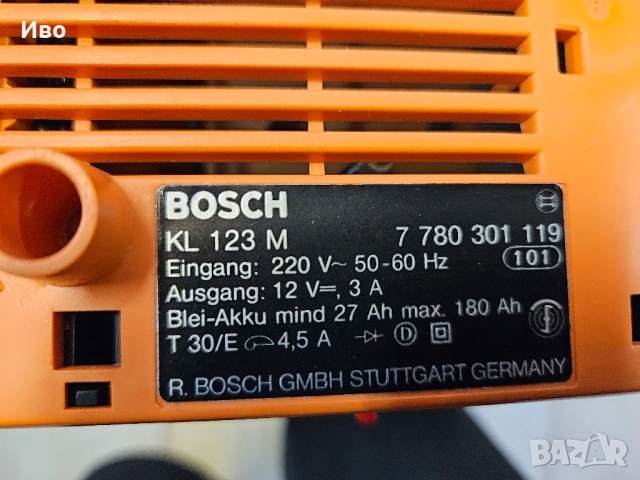 Иво
BOSCH
KL 123 M 7 780 301 119
Eingang: 220 V~ 50-60 Hz 101
Ausgang: 12 V⎓, 3 A
Blei-Akku mind 27 Ah max. 180 Ah
T 30/E 4,5 A D
R. BOSCH GMBH STUTTGART GERMANY
BAZAR